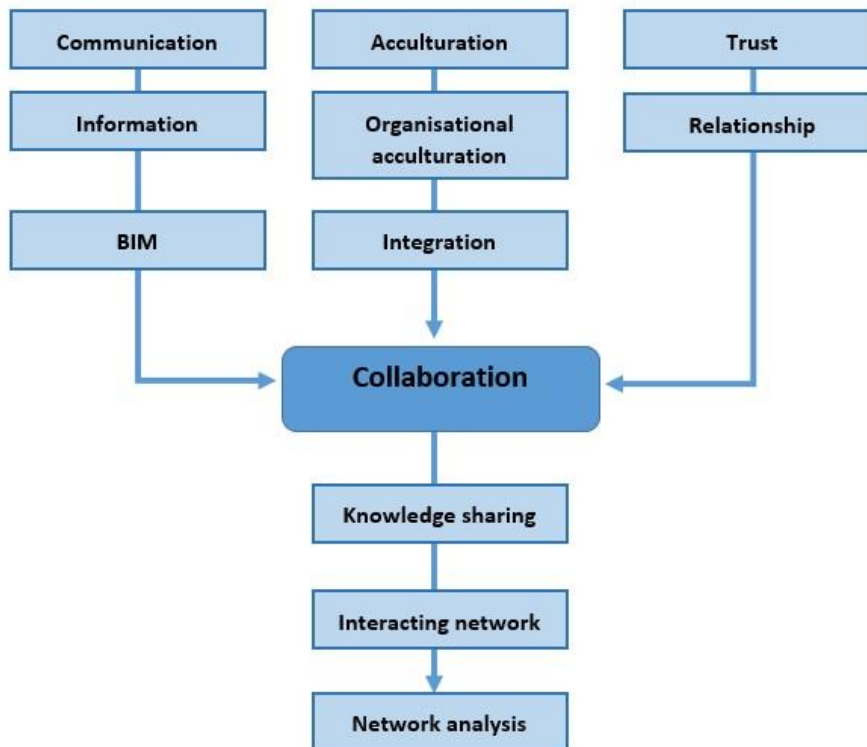 Communication
Acculturation
Trust
Information
Organisational
acculturation
Relationship
BIM
Integration
Collaboration
Knowledge sharing
Interacting network
Network analysis